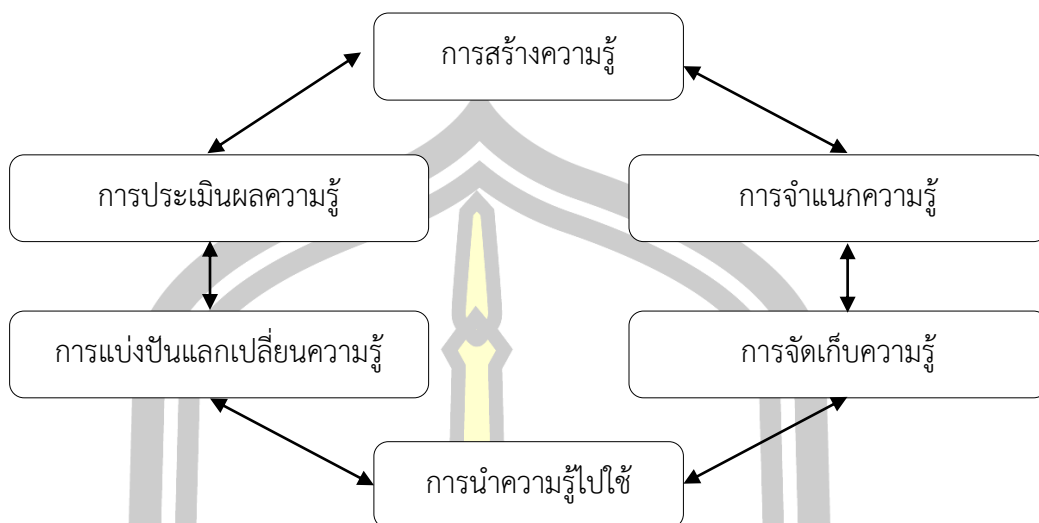 การสร้างความรู้
การประเมินผลความรู้
การจำแนกความรู้
การแบ่งปันแลกเปลี่ยนความรู้
การจัดเก็บความรู้
การนำความรู้ไปใช้